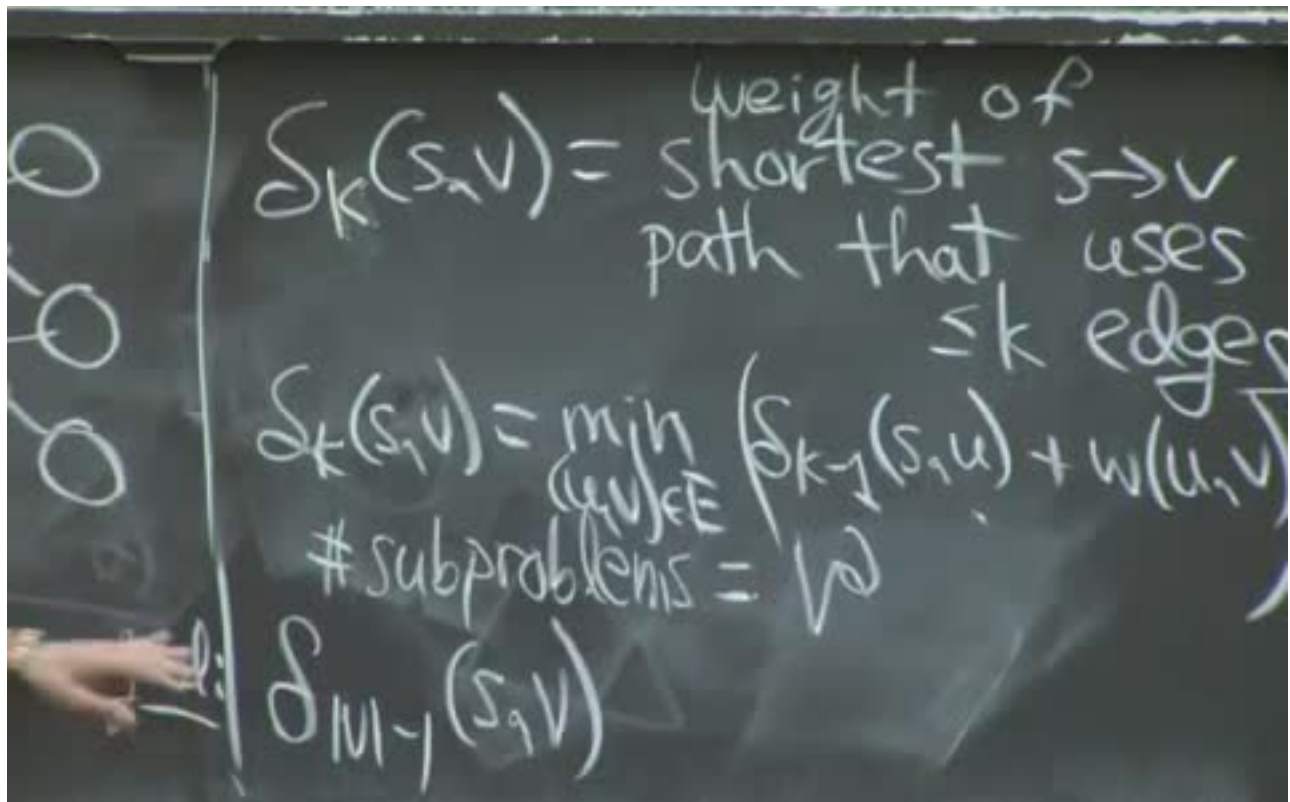 weight of
δₖ(s,v) = shortest s→v
path that uses
≤k edges
δₖ(s,v) = min (δₖ₋₁(s,u) + w(u,v))
(u,v)∈E
#subproblems =
δ|V|-1(s,v)